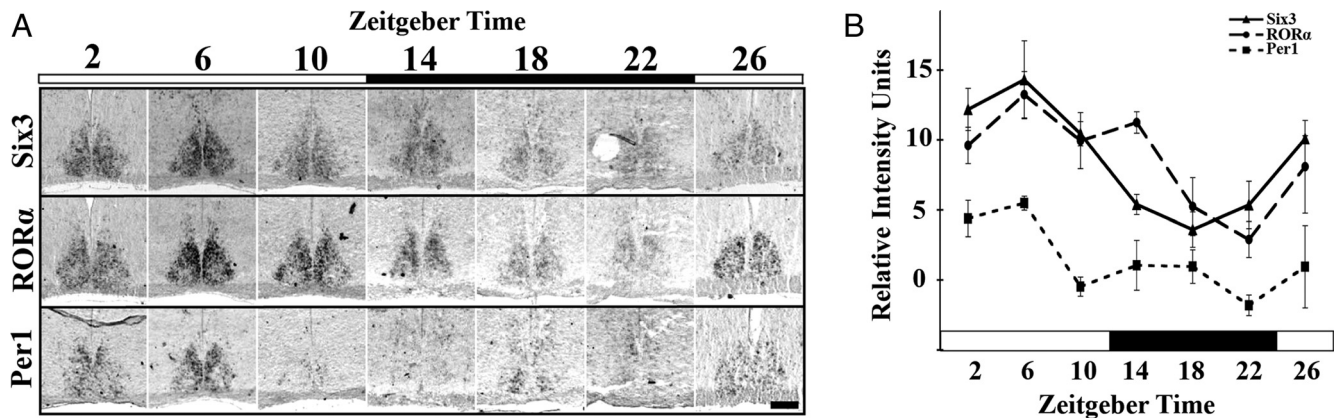 A
Zeitgeber Time
2 6 10 14 18 22 26
Six3
RORα
Per1
B
Six3
RORα
Per1
Relative Intensity Units
15
10
5
0
2 6 10 14 18 22 26
Zeitgeber Time